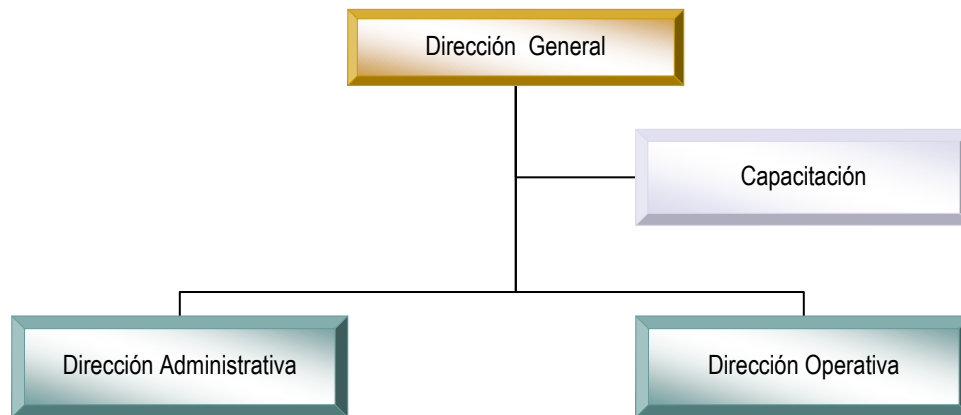 Dirección General
Capacitación
Dirección Administrativa
Dirección Operativa